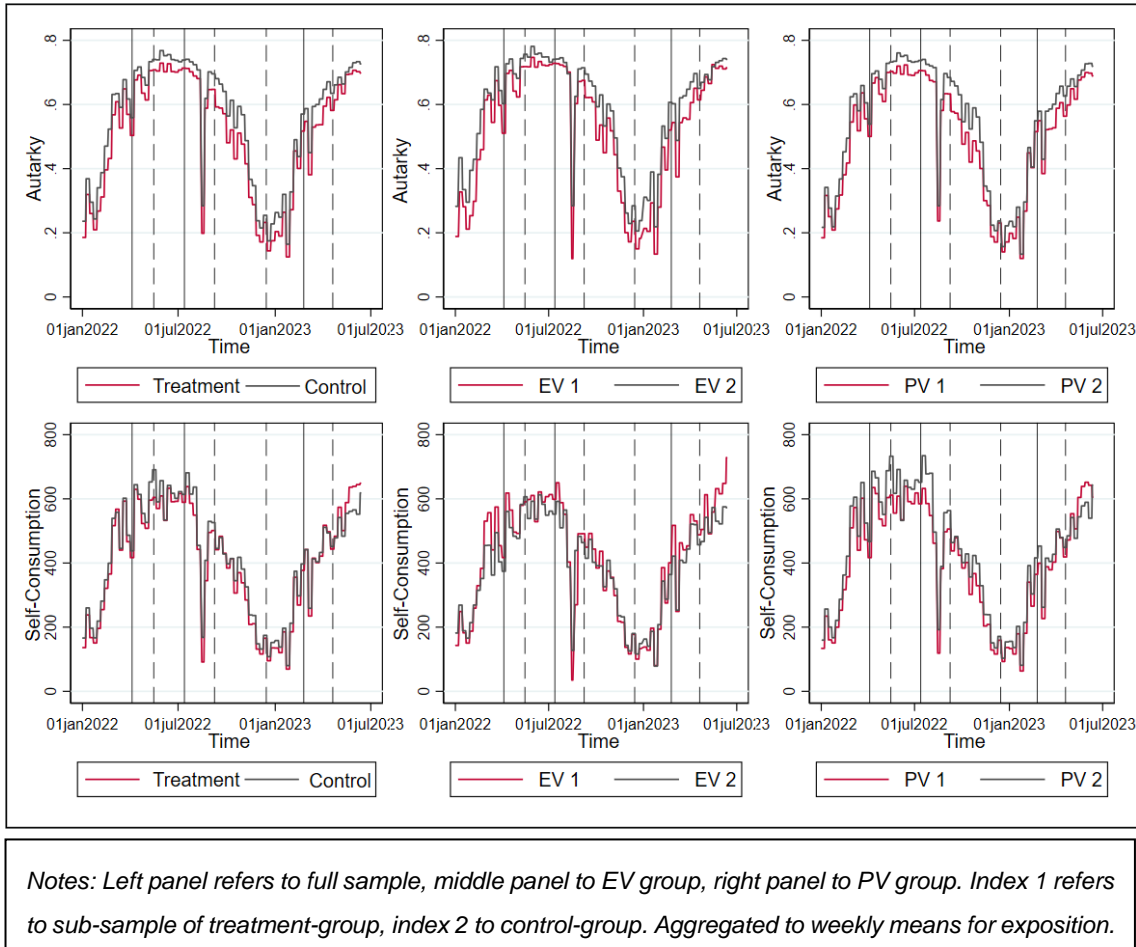 Autarky
0 .2 .4 .6 .8
01jan2022 01jul2022 01jan2023 01jul2023
Time
Treatment Control
Autarky
0 .2 .4 .6 .8
01jan2022 01jul2022 01jan2023 01jul2023
Time
EV 1 EV 2
Autarky
0 .2 .4 .6 .8
01jan2022 01jul2022 01jan2023 01jul2023
Time
PV 1 PV 2
Self-Consumption
0 200 400 600 800
01jan2022 01jul2022 01jan2023 01jul2023
Time
Treatment Control
Self-Consumption
0 200 400 600 800
01jan2022 01jul2022 01jan2023 01jul2023
Time
EV 1 EV 2
Self-Consumption
0 200 400 600 800
01jan2022 01jul2022 01jan2023 01jul2023
Time
PV 1 PV 2
Notes: Left panel refers to full sample, middle panel to EV group, right panel to PV group. Index 1 refers
to sub-sample of treatment-group, index 2 to control-group. Aggregated to weekly means for exposition.